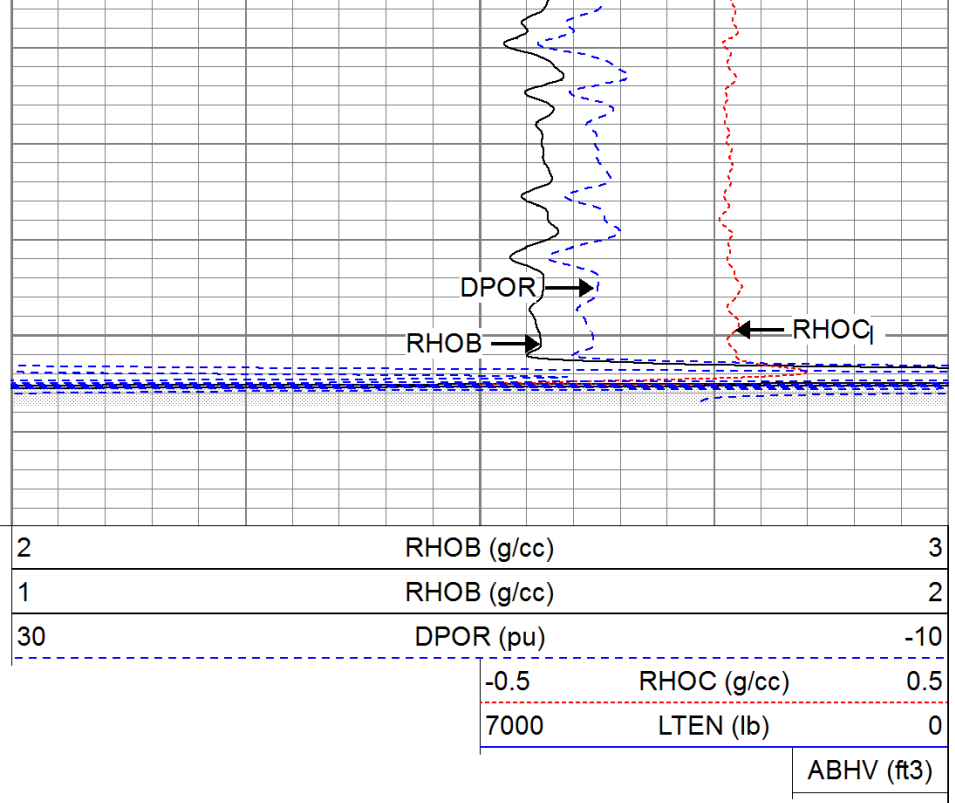 DPOR
RHOC
RHOB
2 RHOB (g/cc) 3
1 RHOB (g/cc) 2
30 DPOR (pu) -10
-0.5 RHOC (g/cc) 0.5
7000 LTEN (lb) 0
ABHV (ft3)